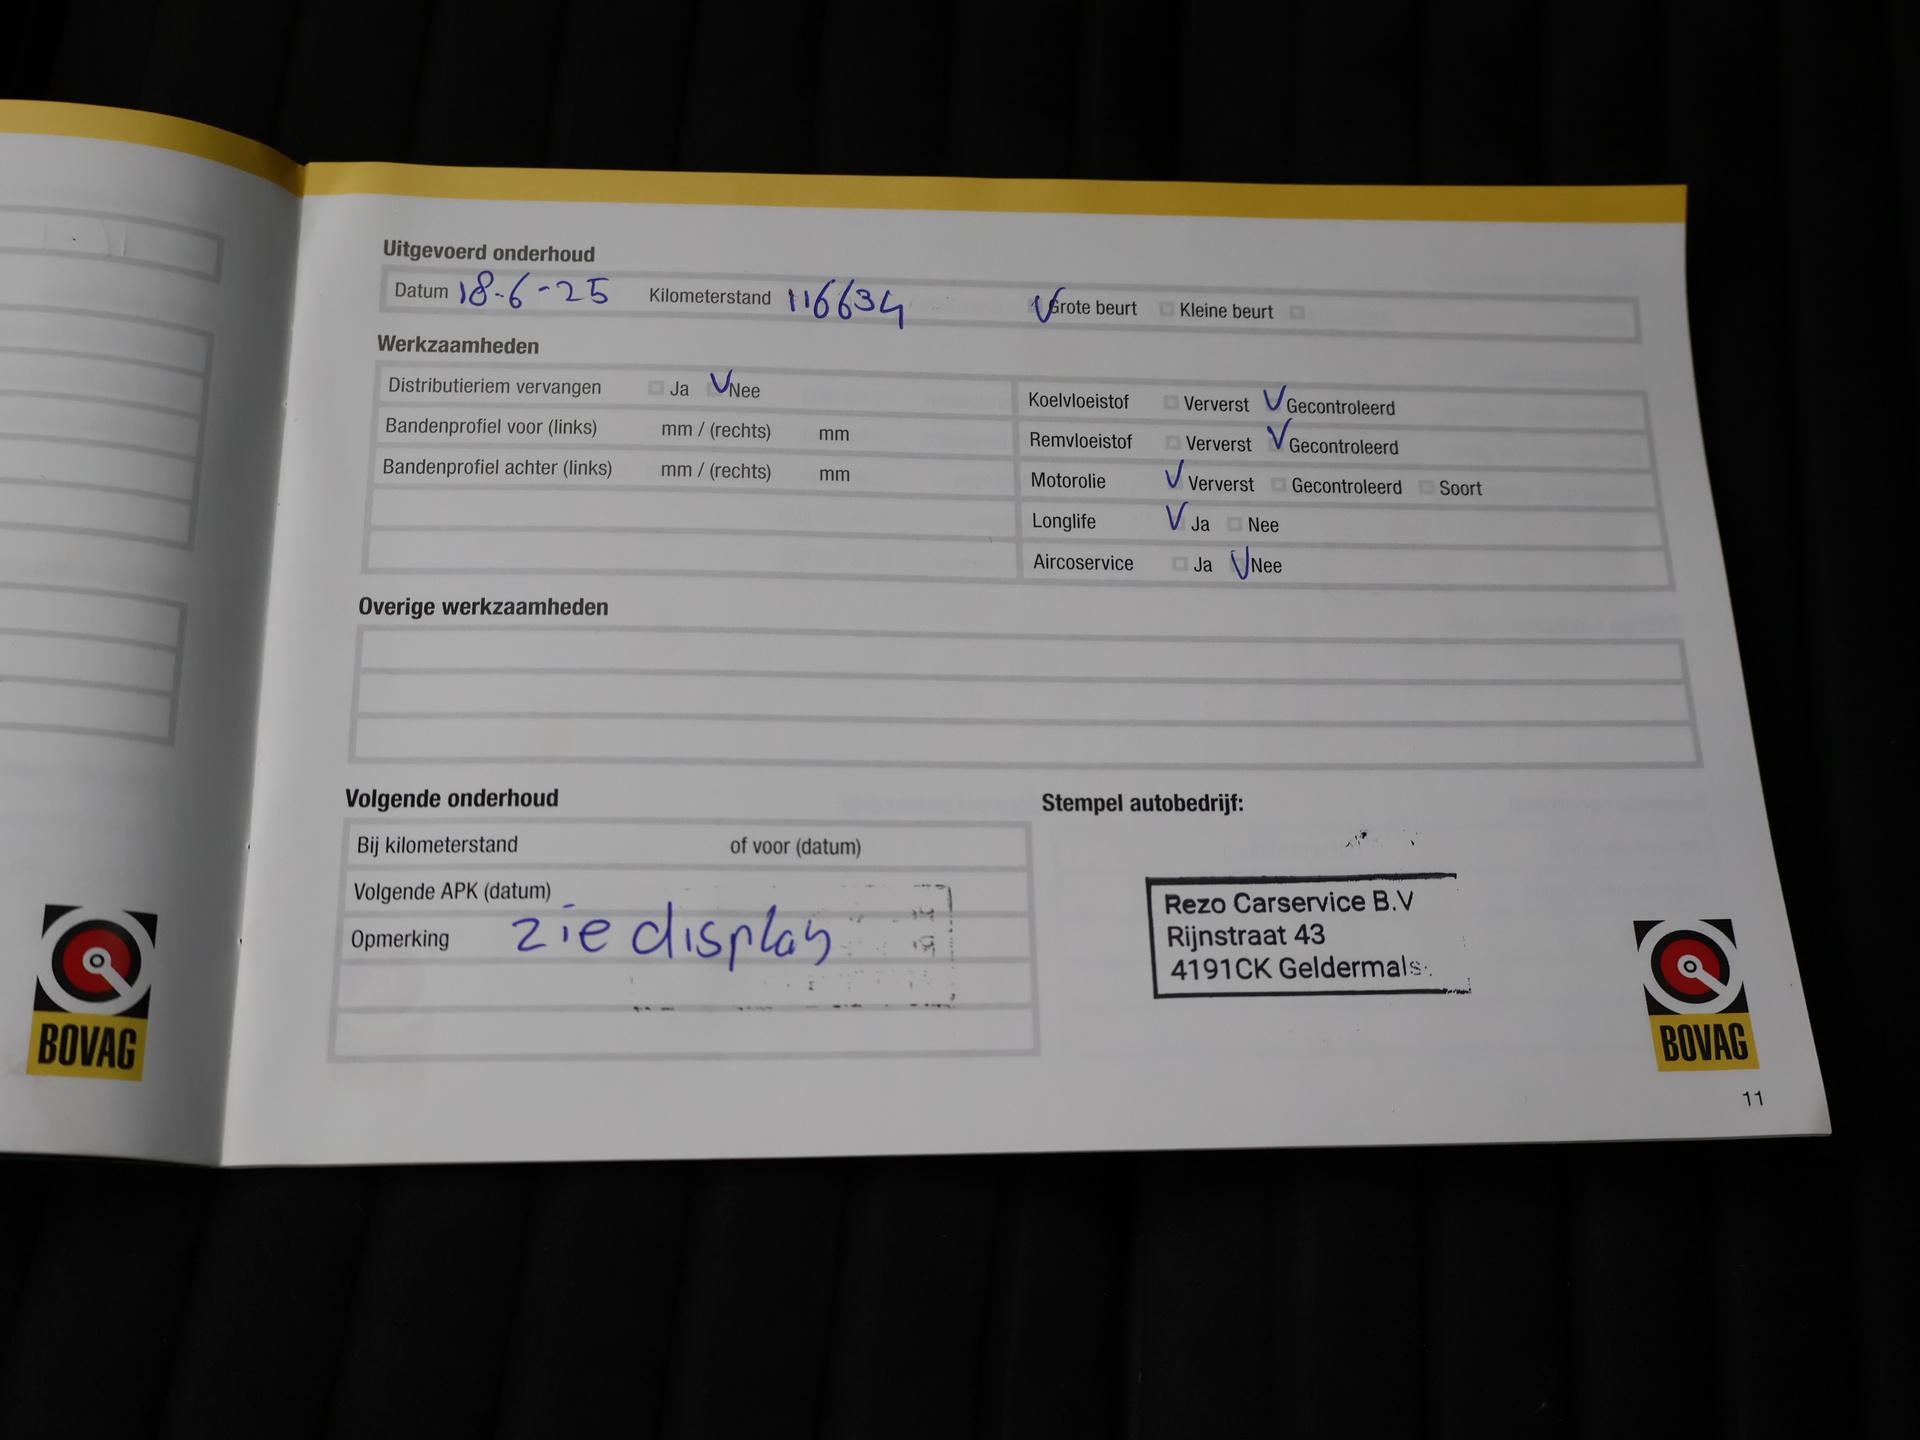 Uitgevoerd onderhoud
Datum 18-6-25 Kilometerstand 116634 Grote beurt Kleine beurt
Werkzaamheden
Distributieriem vervangen Ja Nee
Bandenprofiel voor (links) mm / (rechts) mm
Bandenprofiel achter (links) mm / (rechts) mm
Koelvloeistof Ververst Gecontroleerd
Remvloeistof Ververst Gecontroleerd
Motorolie Ververst Gecontroleerd Soort
Longlife Ja Nee
Aircoservice Ja Nee
Overige werkzaamheden
Volgende onderhoud
Bij kilometerstand of voor (datum)
Volgende APK (datum)
Opmerking zie display
Stempel autobedrijf:
Rezo Carservice B.V
Rijnstraat 43
4191CK Geldermals
BOVAG
BOVAG
11